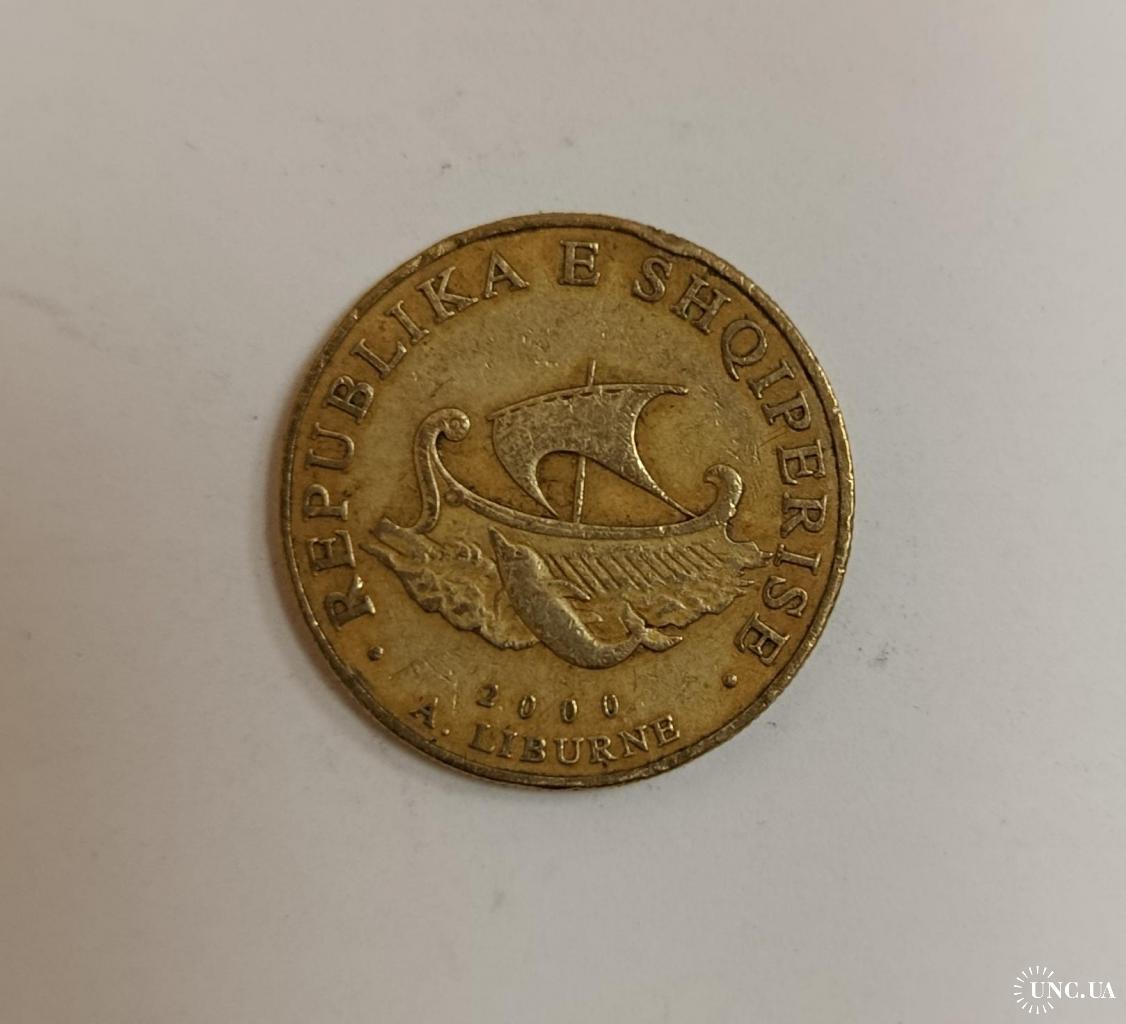 · REPUBLIKA E SHQIPERISE ·
2000
A. LIBURNE
UNC.UA